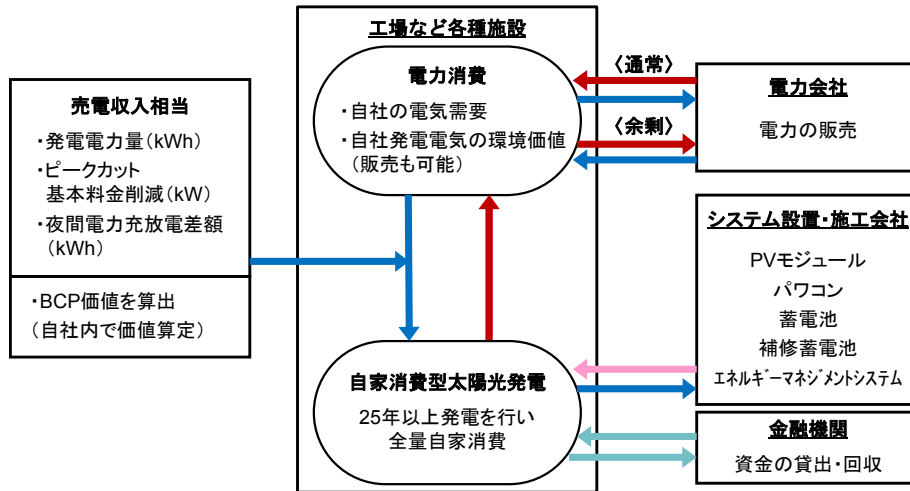 工場など各種施設
電力消費
・自社の電気需要
・自社発電電気の環境価値
(販売も可能)
〈通常〉
〈余剰〉
電力会社
電力の販売
売電収入相当
・発電電力量(kWh)
・ピークカット
基本料金削減(kW)
・夜間電力充放電差額
(kWh)
・BCP価値を算出
(自社内で価値算定)
システム設置・施工会社
PVモジュール
パワコン
蓄電池
補修蓄電池
エネルギーマネジメントシステム
自家消費型太陽光発電
25年以上発電を行い
全量自家消費
金融機関
資金の貸出・回収